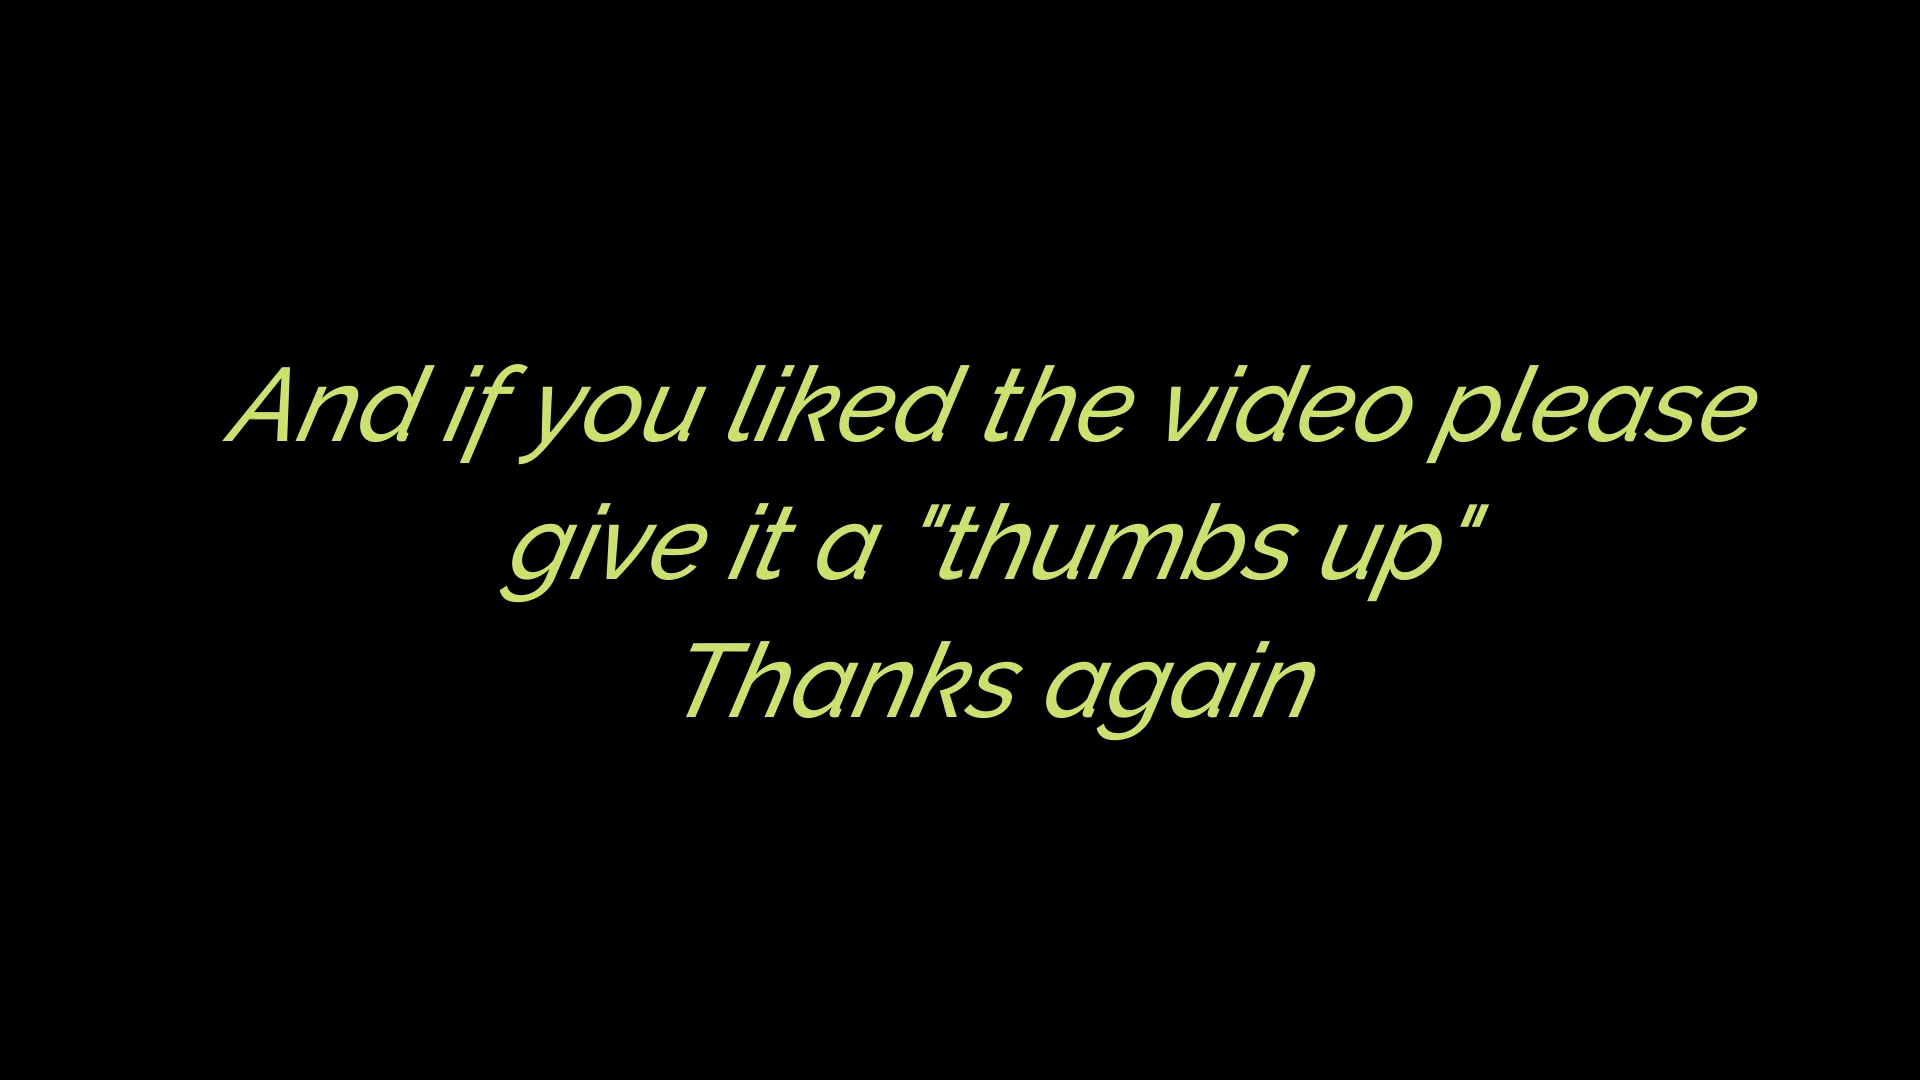 And if you liked the video please
give it a "thumbs up"
Thanks again